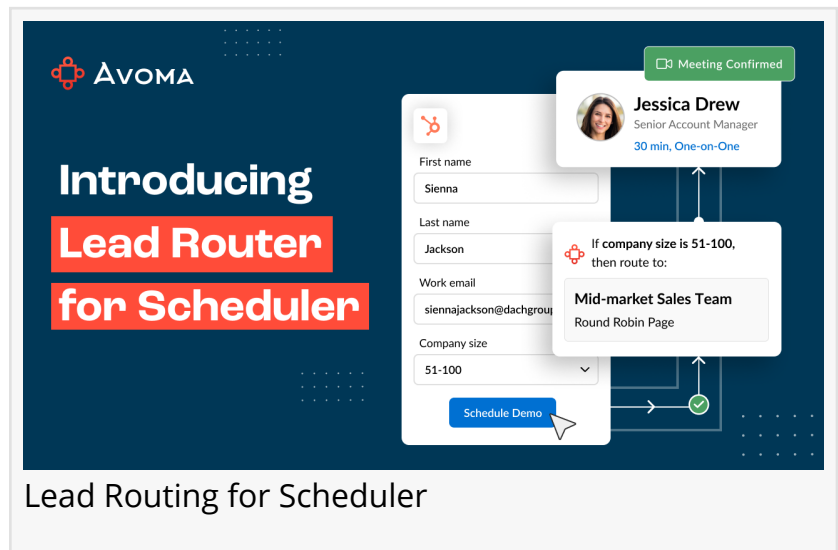 AVOMA
Introducing
Lead Router
for Scheduler
First name
Sienna
Last name
Jackson
Work email
siennajackson@dachgroup
Company size
51-100
Schedule Demo
Meeting Confirmed
Jessica Drew
Senior Account Manager
30 min, One-on-One
If company size is 51-100,
then route to:
Mid-market Sales Team
Round Robin Page
Lead Routing for Scheduler